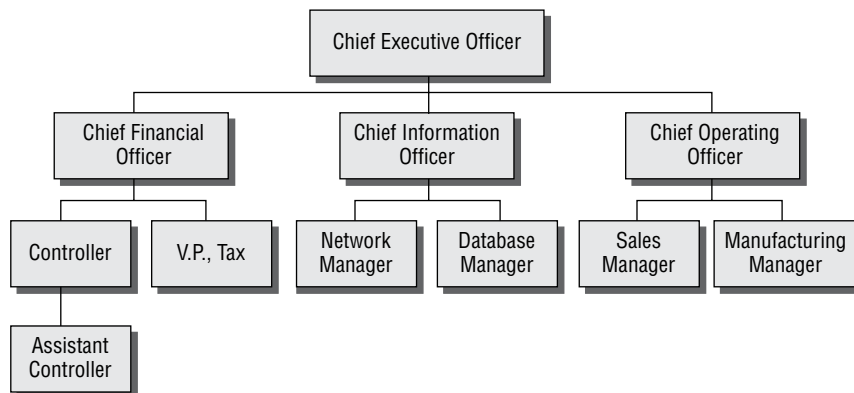 Chief Executive Officer
Chief Financial
Officer
Chief Information
Officer
Chief Operating
Officer
Controller
V.P., Tax
Network
Manager
Database
Manager
Sales
Manager
Manufacturing
Manager
Assistant
Controller